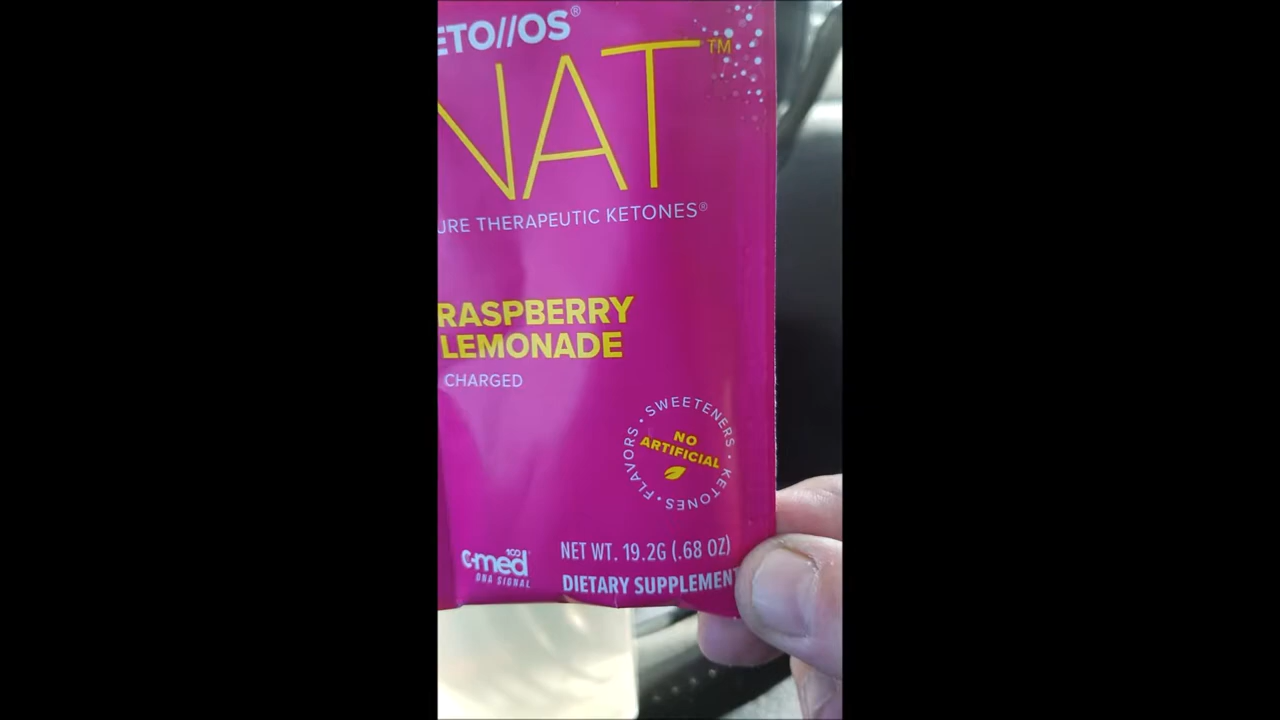 ETO//OS®
NAT™
URE THERAPEUTIC KETONES®
RASPBERRY
LEMONADE
CHARGED
SWEETENERS • KETONES • FLAVORS •
NO
ARTIFICIAL
C-med 100®
DNA SIGNAL
NET WT. 19.2G (.68 OZ)
DIETARY SUPPLEMENT